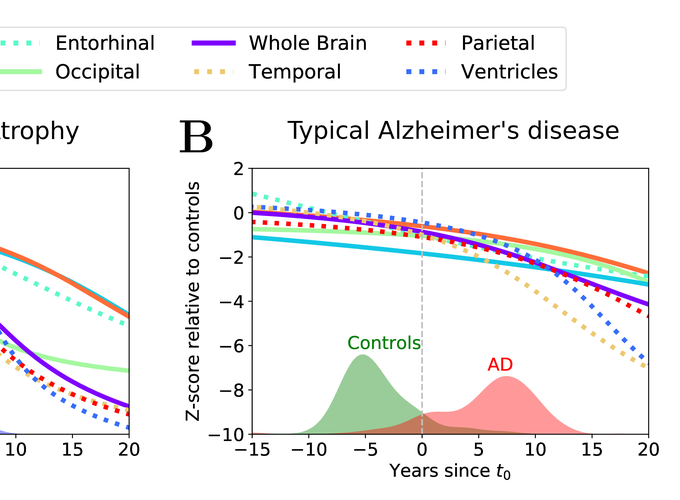 Entorhinal Whole Brain Parietal
Occipital Temporal Ventricles
trophy
B Typical Alzheimer's disease
Z-score relative to controls
2
0
−2
−4
−6
−8
−10
Controls
AD
10 15 20
−15 −10 −5 0 5 10 15 20
Years since t₀